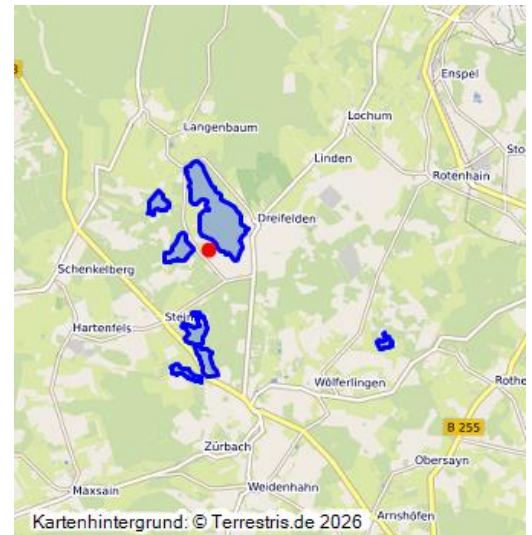 Enspel
Lochum
Langenbaum
Linden
Rotenhain
Dreifelden
Schenkelberg
Stein
Hartenfels
Wölferlingen
Rothe
B 255
Zürbach
Obersayn
Maxsain
Weidenhahn
Arnshöfen
Kartenhintergrund: © Terrestris.de 2026